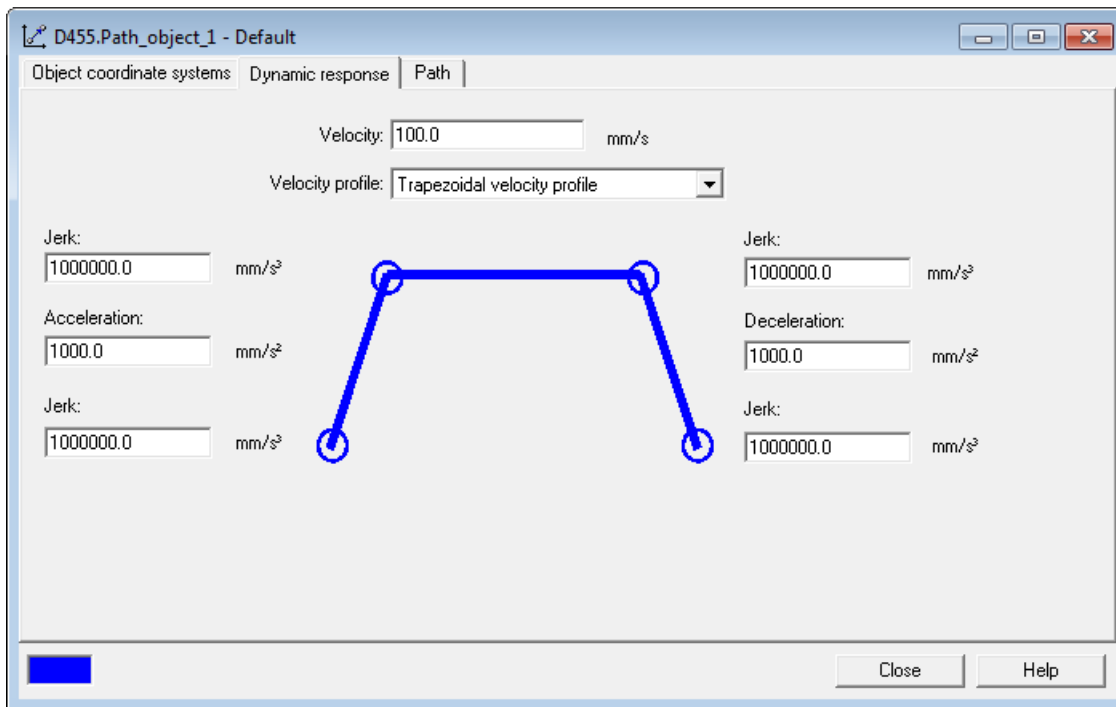 D455.Path_object_1 - Default
Object coordinate systems Dynamic response Path
Velocity: 100.0 mm/s
Velocity profile: Trapezoidal velocity profile
Jerk:
1000000.0 mm/s³
Acceleration:
1000.0 mm/s²
Jerk:
1000000.0 mm/s³
Jerk:
1000000.0 mm/s³
Deceleration:
1000.0 mm/s²
Jerk:
1000000.0 mm/s³
Close Help